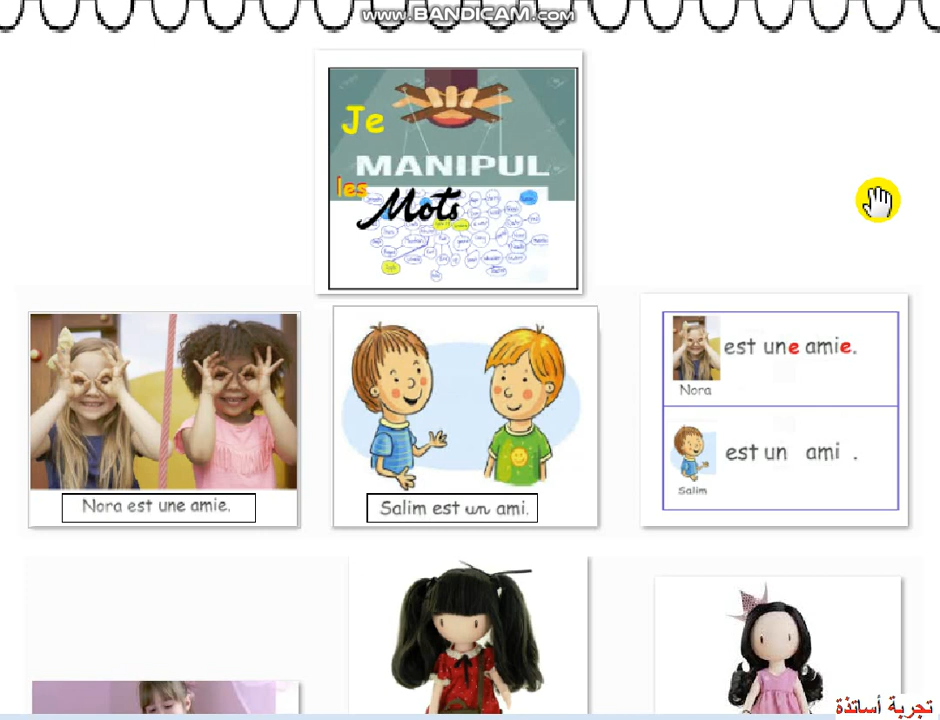 www.BANDICAM.com
Je
MANIPUL
les
Mots
Nora est une amie.
Salim est un ami.
est une amie.
Nora
est un ami .
Salim
تجربة أساتذة